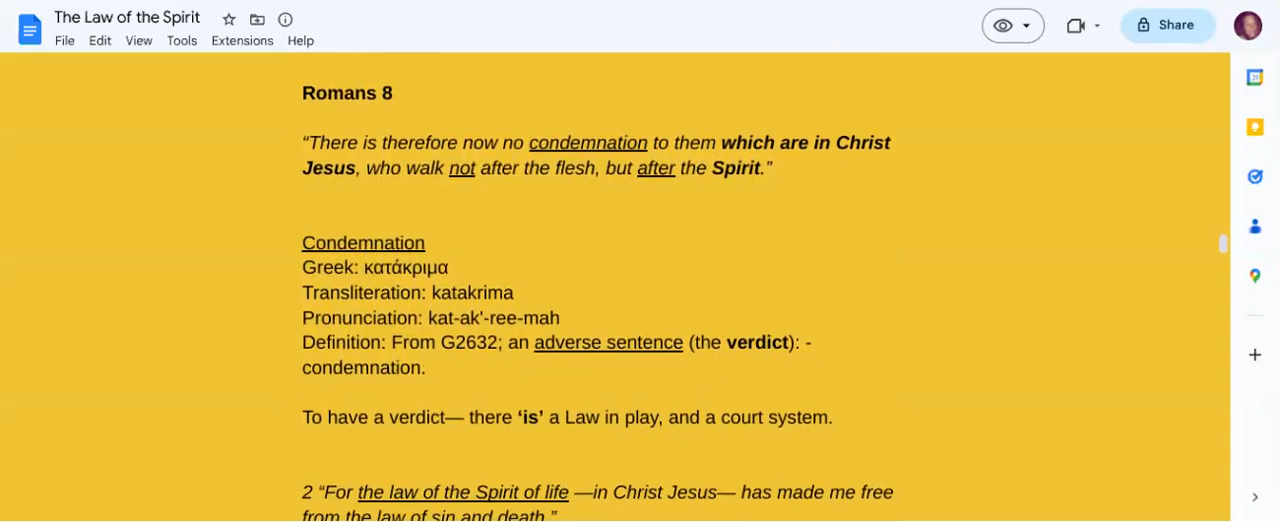 The Law of the Spirit
File Edit View Tools Extensions Help
Share
31
Romans 8
“There is therefore now no condemnation to them which are in Christ
Jesus, who walk not after the flesh, but after the Spirit.”
Condemnation
Greek: κατάκριμα
Transliteration: katakrima
Pronunciation: kat-ak'-ree-mah
Definition: From G2632; an adverse sentence (the verdict): -
condemnation.
To have a verdict— there ‘is’ a Law in play, and a court system.
2 “For the law of the Spirit of life —in Christ Jesus— has made me free
from the law of sin and death.”